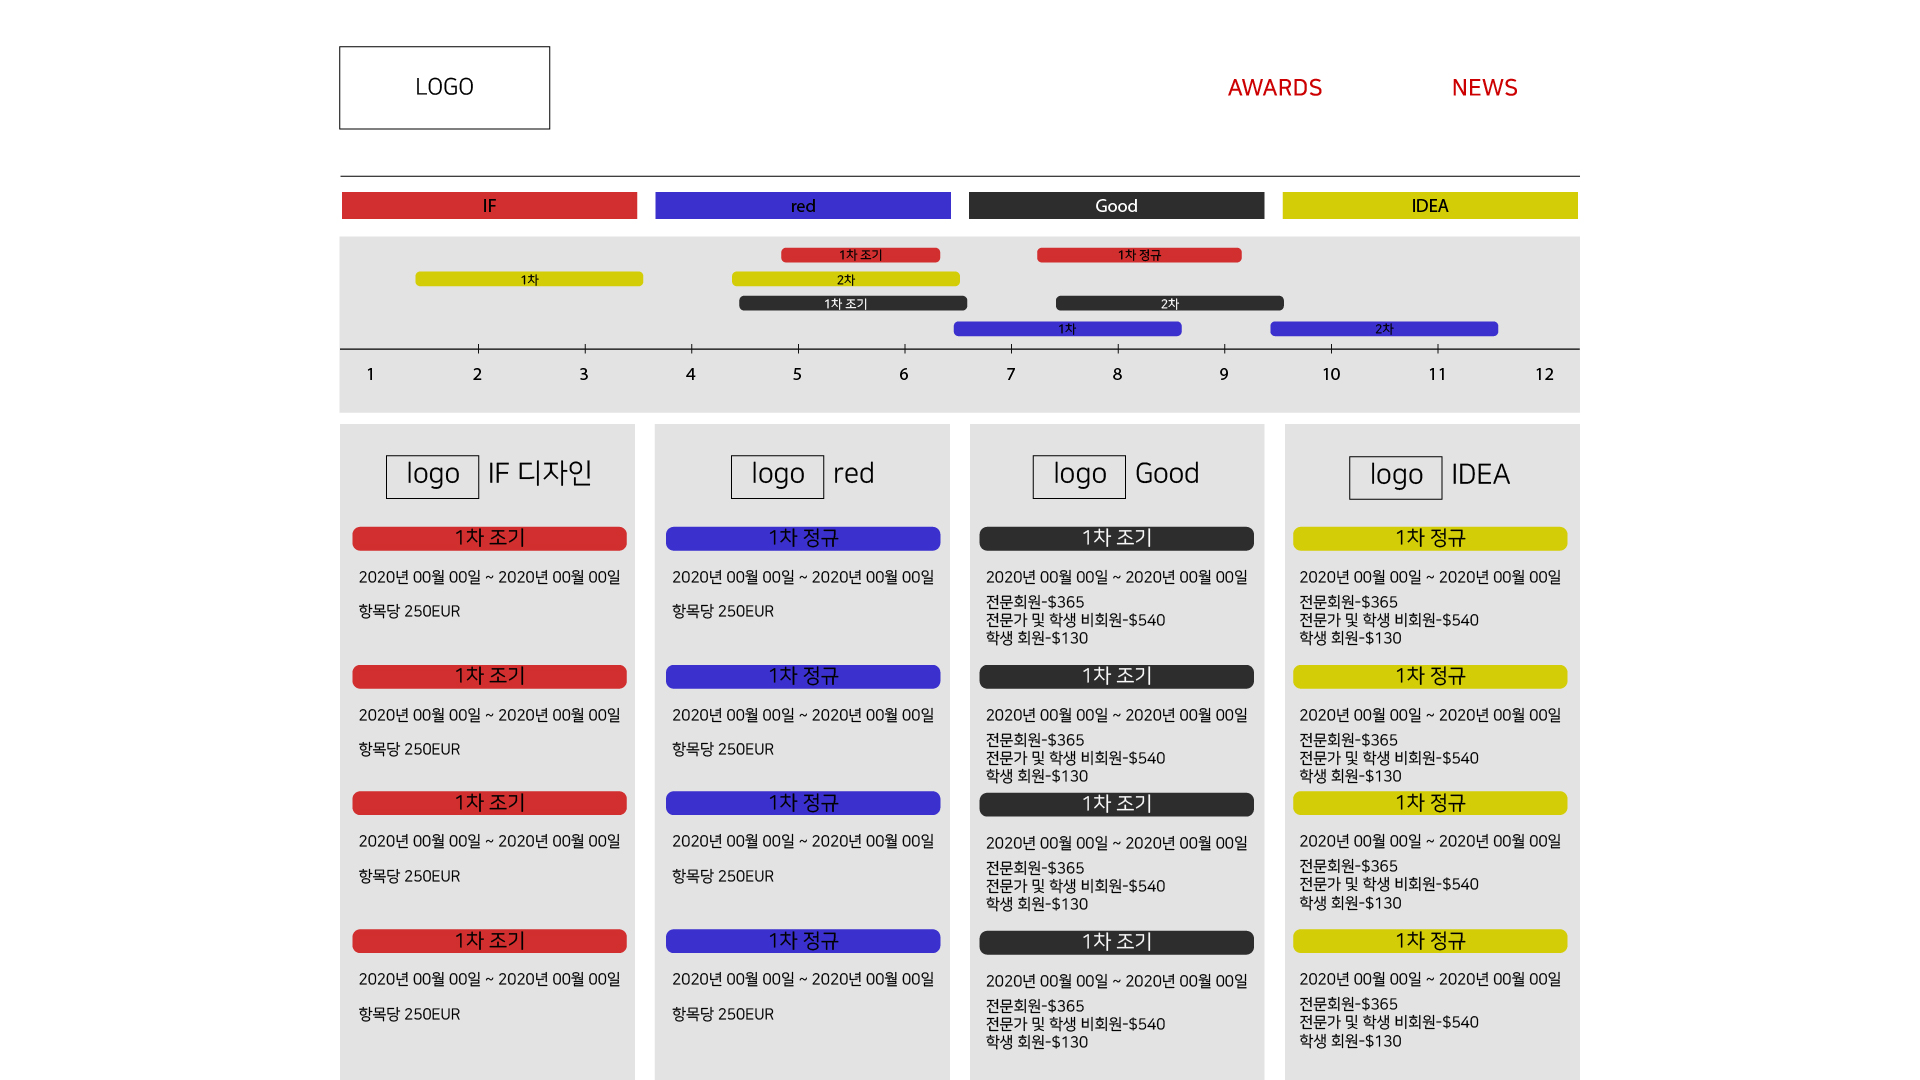 LOGO
AWARDS
NEWS
IF
red
Good
IDEA
1차 조기
1차 정규
1차
2차
1차 조기
2차
1차
2차
1 2 3 4 5 6 7 8 9 10 11 12
logo IF 디자인
1차 조기
2020년 00월 00일 ~ 2020년 00월 00일
항목당 250EUR
1차 조기
2020년 00월 00일 ~ 2020년 00월 00일
항목당 250EUR
1차 조기
2020년 00월 00일 ~ 2020년 00월 00일
항목당 250EUR
1차 조기
2020년 00월 00일 ~ 2020년 00월 00일
항목당 250EUR
logo red
1차 정규
2020년 00월 00일 ~ 2020년 00월 00일
항목당 250EUR
1차 정규
2020년 00월 00일 ~ 2020년 00월 00일
항목당 250EUR
1차 정규
2020년 00월 00일 ~ 2020년 00월 00일
항목당 250EUR
1차 정규
2020년 00월 00일 ~ 2020년 00월 00일
항목당 250EUR
logo Good
1차 조기
2020년 00월 00일 ~ 2020년 00월 00일
전문회원-$365
전문가 및 학생 비회원-$540
학생 회원-$130
1차 조기
2020년 00월 00일 ~ 2020년 00월 00일
전문회원-$365
전문가 및 학생 비회원-$540
학생 회원-$130
1차 조기
2020년 00월 00일 ~ 2020년 00월 00일
전문회원-$365
전문가 및 학생 비회원-$540
학생 회원-$130
1차 조기
2020년 00월 00일 ~ 2020년 00월 00일
전문회원-$365
전문가 및 학생 비회원-$540
학생 회원-$130
logo IDEA
1차 정규
2020년 00월 00일 ~ 2020년 00월 00일
전문회원-$365
전문가 및 학생 비회원-$540
학생 회원-$130
1차 정규
2020년 00월 00일 ~ 2020년 00월 00일
전문회원-$365
전문가 및 학생 비회원-$540
학생 회원-$130
1차 정규
2020년 00월 00일 ~ 2020년 00월 00일
전문회원-$365
전문가 및 학생 비회원-$540
학생 회원-$130
1차 정규
2020년 00월 00일 ~ 2020년 00월 00일
전문회원-$365
전문가 및 학생 비회원-$540
학생 회원-$130